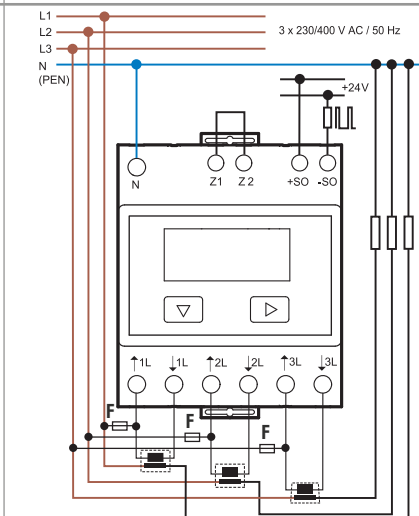 L1
L2
L3
N
(PEN)
3 x 230/400 V AC / 50 Hz
+24V
N
Z1
Z 2
+SO
-SO
↑1L
↓1L
↑2L
↓2L
↑3L
↓3L
F
F
F